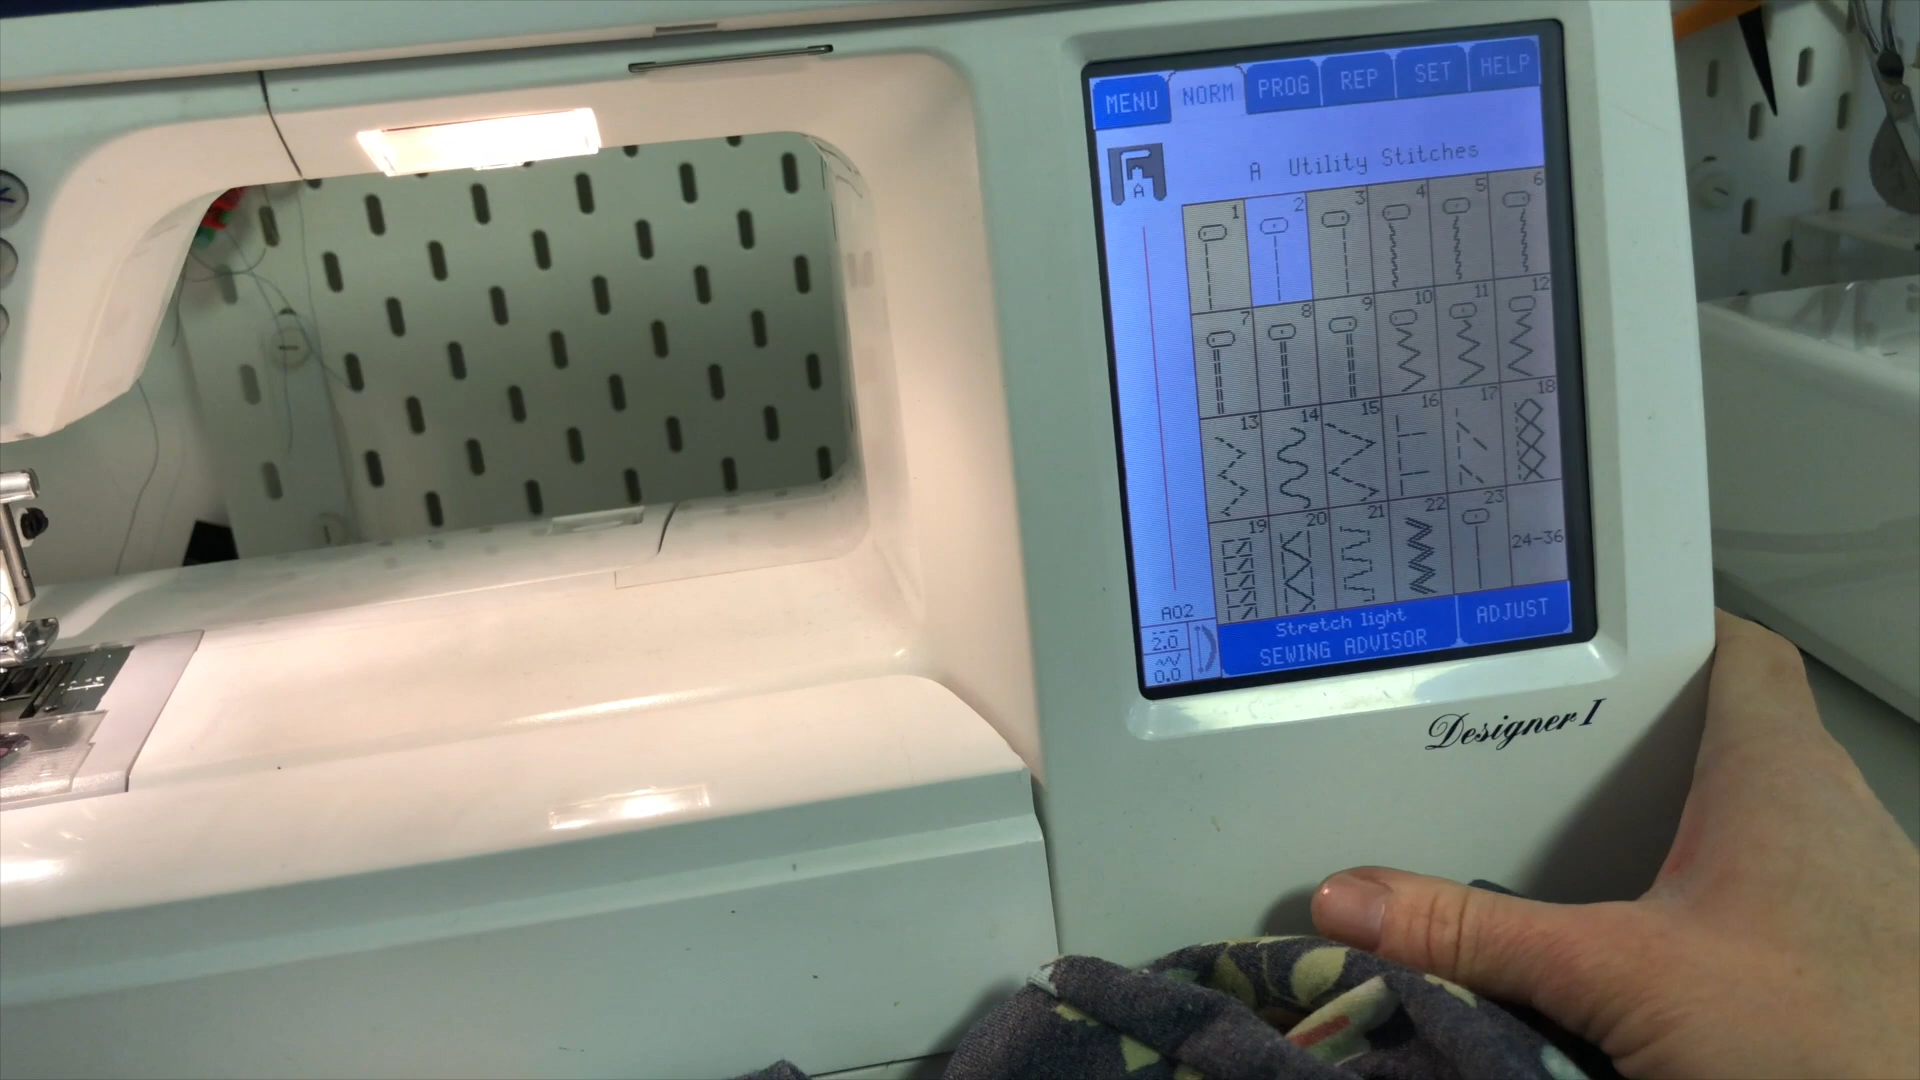 MENU NORM PROG REP SET HELP
A
A Utility Stitches
1 2 3 4 5 6
7 8 9 10 11 12
13 14 15 16 17 18
19 20 21 22 23 24-36
A02
2.0
0.0
Stretch light
SEWING ADVISOR
ADJUST
Designer I